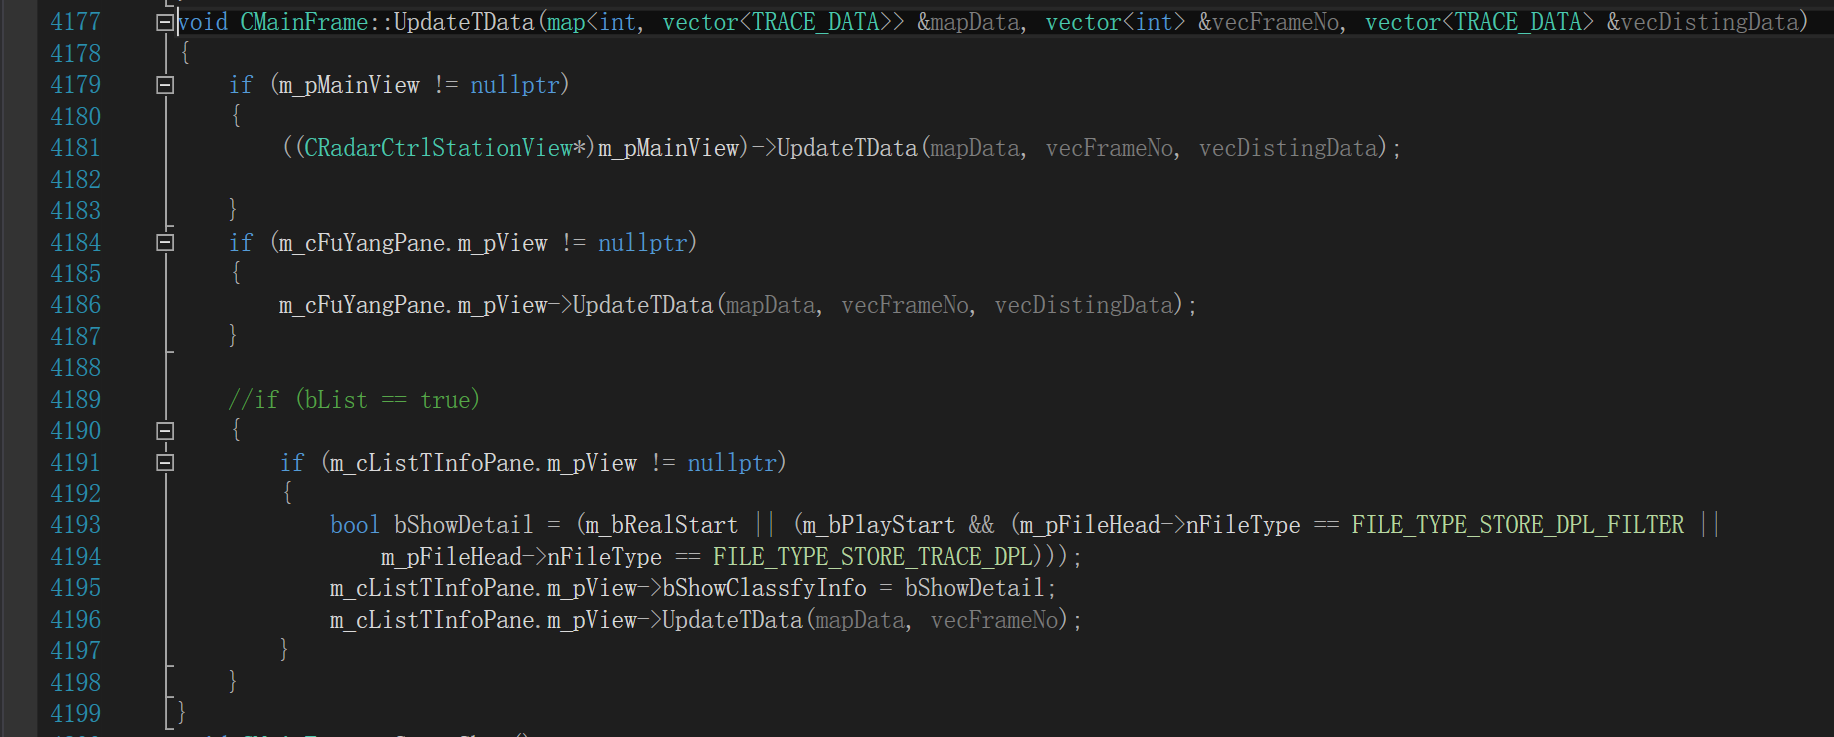 4177 void CMainFrame::UpdateTData(map<int, vector<TRACE_DATA>> &mapData, vector<int> &vecFrameNo, vector<TRACE_DATA> &vecDistingData)
4178 {
4179 if (m_pMainView != nullptr)
4180 {
4181 ((CRadarCtrlStationView*)m_pMainView)->UpdateTData(mapData, vecFrameNo, vecDistingData);
4182
4183 }
4184 if (m_cFuYangPane.m_pView != nullptr)
4185 {
4186 m_cFuYangPane.m_pView->UpdateTData(mapData, vecFrameNo, vecDistingData);
4187 }
4188
4189 //if (bList == true)
4190 {
4191 if (m_cListTInfoPane.m_pView != nullptr)
4192 {
4193 bool bShowDetail = (m_bRealStart || (m_bPlayStart && (m_pFileHead->nFileType == FILE_TYPE_STORE_DPL_FILTER ||
4194 m_pFileHead->nFileType == FILE_TYPE_STORE_TRACE_DPL)));
4195 m_cListTInfoPane.m_pView->bShowClassfyInfo = bShowDetail;
4196 m_cListTInfoPane.m_pView->UpdateTData(mapData, vecFrameNo);
4197 }
4198 }
4199 }